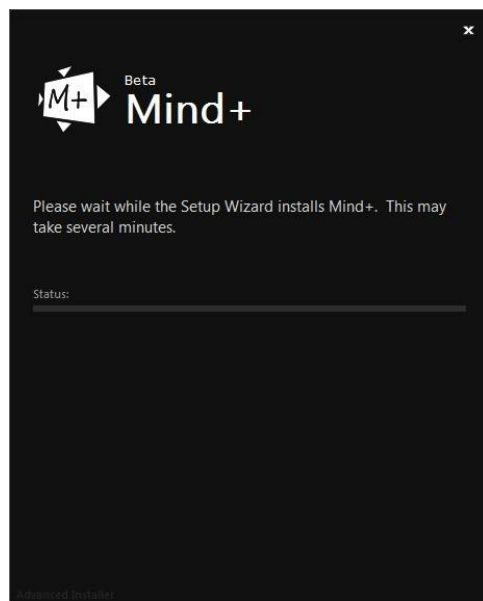 x
M+
Beta
Mind+
Please wait while the Setup Wizard installs Mind+.  This may
take several minutes.
Status:
Advanced Installer